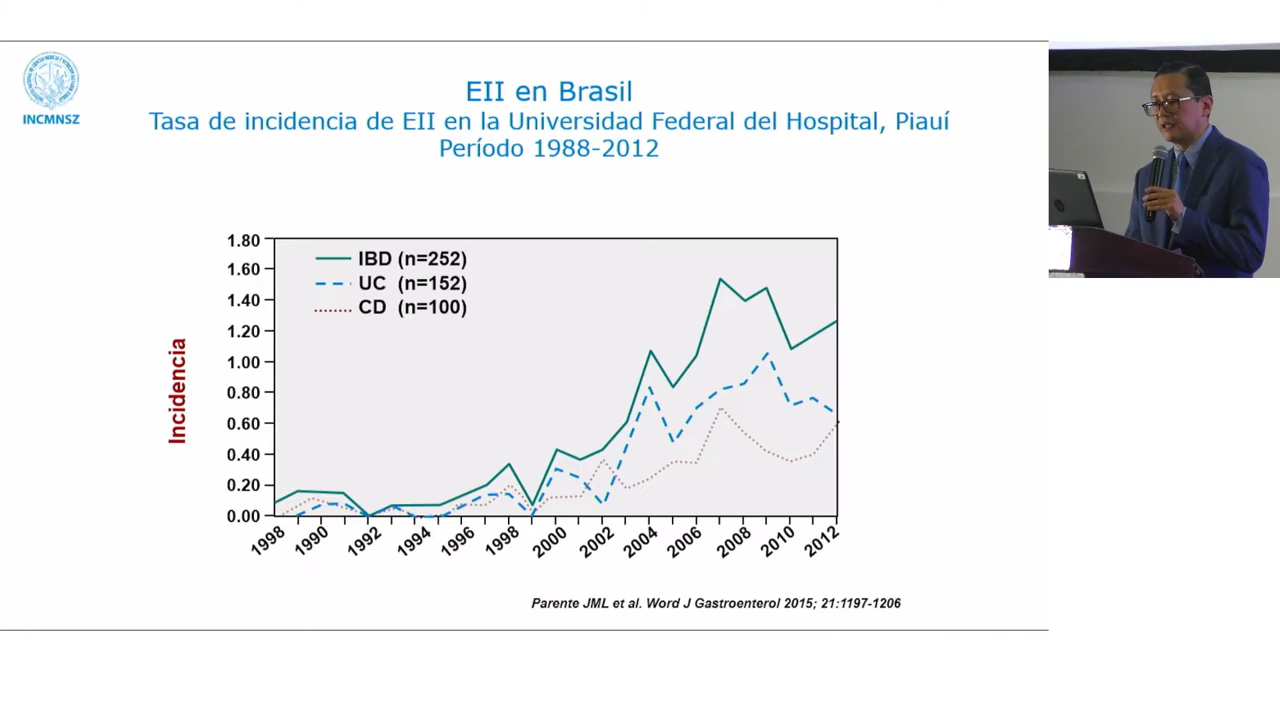 INCMNSZ
EII en Brasil
Tasa de incidencia de EII en la Universidad Federal del Hospital, Piauí
Período 1988-2012
IBD (n=252)
UC (n=152)
CD (n=100)
Incidencia
1.80
1.60
1.40
1.20
1.00
0.80
0.60
0.40
0.20
0.00
1998
1990
1992
1994
1996
1998
2000
2002
2004
2006
2008
2010
2012
Parente JML et al. Word J Gastroenterol 2015; 21:1197-1206